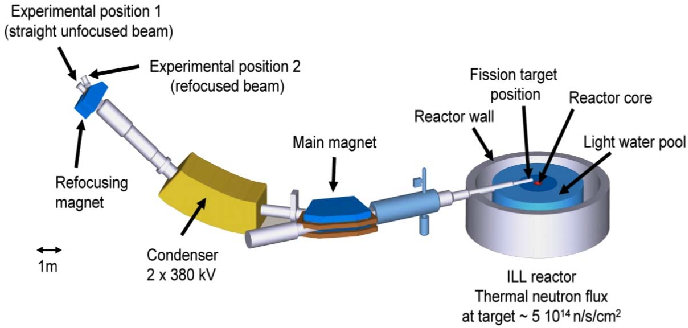 Experimental position 1
(straight unfocused beam)
Experimental position 2
(refocused beam)
Fission target
position
Reactor core
Reactor wall
Light water pool
Main magnet
Refocusing
magnet
Condenser
2 x 380 kV
1m
ILL reactor
Thermal neutron flux
at target ~ 5 10¹⁴ n/s/cm²